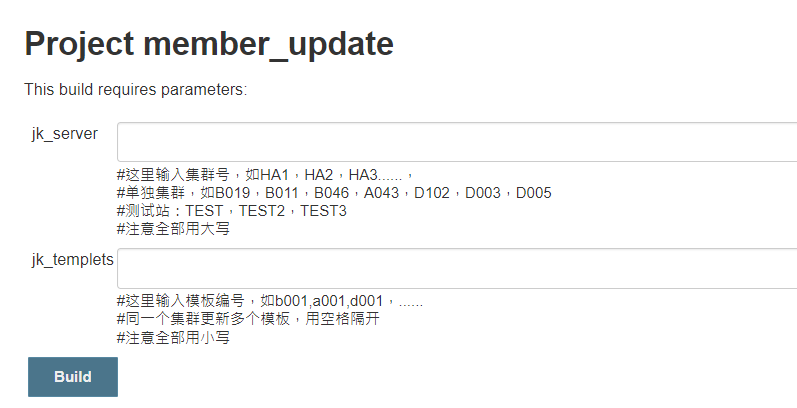 Project member_update
This build requires parameters:
jk_server
#这里输入集群号，如HA1，HA2，HA3......，
#单独集群，如B019，B011，B046，A043，D102，D003，D005
#测试站：TEST，TEST2，TEST3
#注意全部用大写
jk_templets
#这里输入模板编号，如b001,a001,d001，......
#同一个集群更新多个模板，用空格隔开
#注意全部用小写
Build